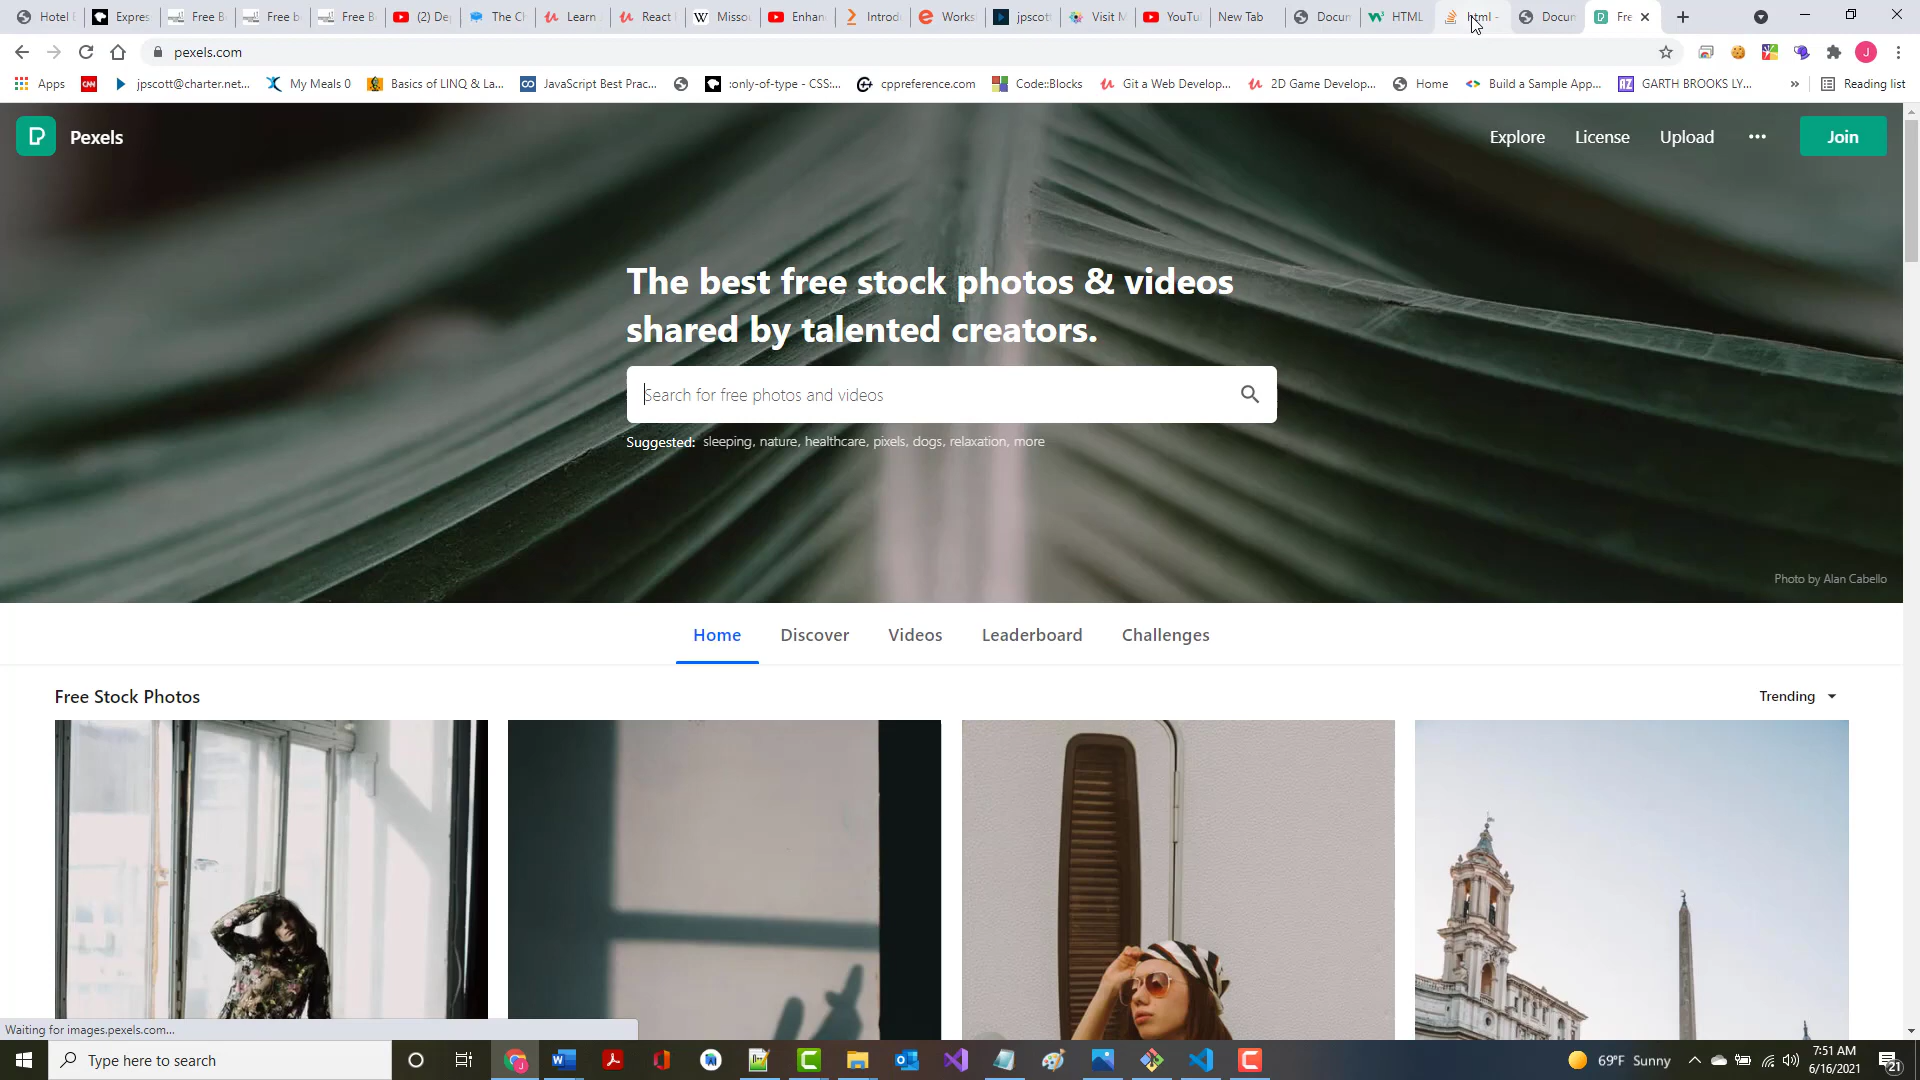 Hotel
Expres
Free B
Free b
Free B
(2) De
The Cl
Learn
React
Misso
Enhan
Introd
Works
jpscott
Visit M
YouTu
New Tab
Docum
HTML
html -
Docum
Fre
pexels.com
Apps
jpscott@charter.net...
My Meals 0
Basics of LINQ & La...
JavaScript Best Prac...
:only-of-type - CSS:...
cppreference.com
Code::Blocks
Git a Web Develop...
2D Game Develop...
Home
Build a Sample App...
GARTH BROOKS LY...
»
Reading list
Pexels
Explore
License
Upload
Join
The best free stock photos & videos
shared by talented creators.
Search for free photos and videos
Suggested: sleeping, nature, healthcare, pixels, dogs, relaxation, more
Photo by Alan Cabello
Home
Discover
Videos
Leaderboard
Challenges
Free Stock Photos
Trending
Waiting for images.pexels.com...
Type here to search
69°F Sunny
7:51 AM
6/16/2021
21